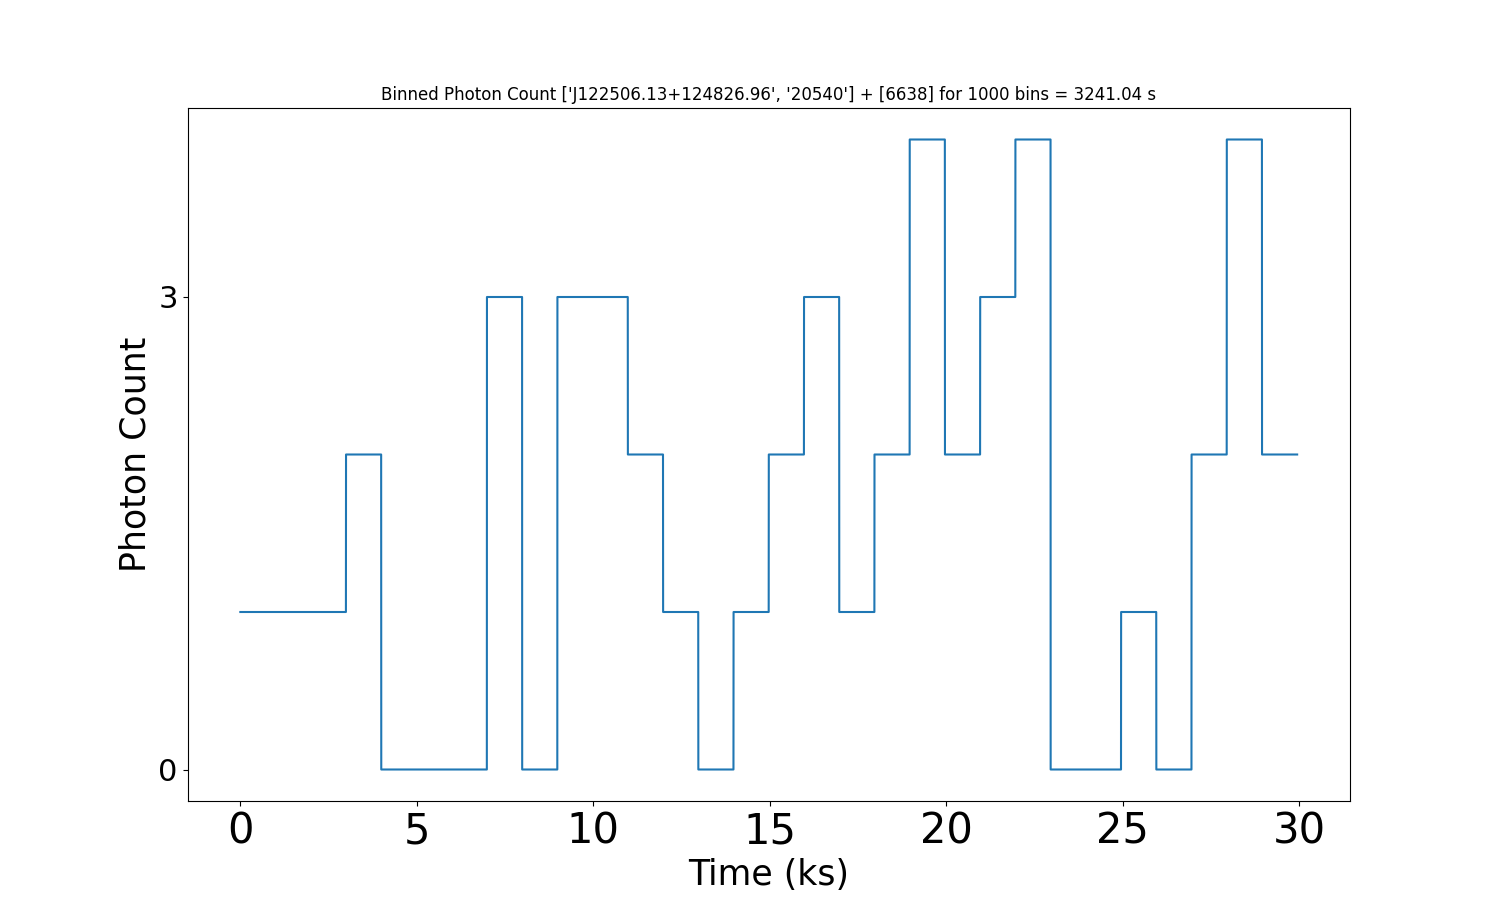 Binned Photon Count ['J122506.13+124826.96', '20540'] + [6638] for 1000 bins = 3241.04 s
Photon Count
3
0
0 5 10 15 20 25 30
Time (ks)